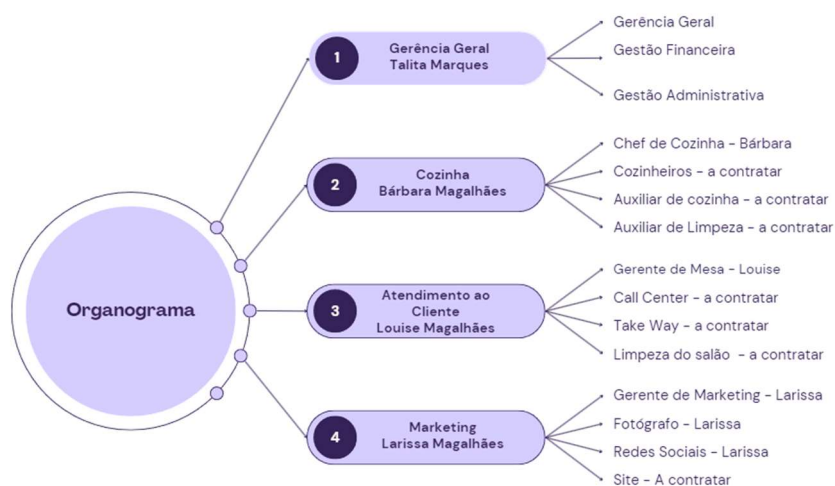 Organograma
1
Gerência Geral
Talita Marques
Gerência Geral
Gestão Financeira
Gestão Administrativa
2
Cozinha
Bárbara Magalhães
Chef de Cozinha – Bárbara
Cozinheiros – a contratar
Auxiliar de cozinha – a contratar
Auxiliar de Limpeza – a contratar
3
Atendimento ao
Cliente
Louise Magalhães
Gerente de Mesa – Louise
Call Center – a contratar
Take Way – a contratar
Limpeza do salão – a contratar
4
Marketing
Larissa Magalhães
Gerente de Marketing – Larissa
Fotógrafo – Larissa
Redes Sociais – Larissa
Site – A contratar